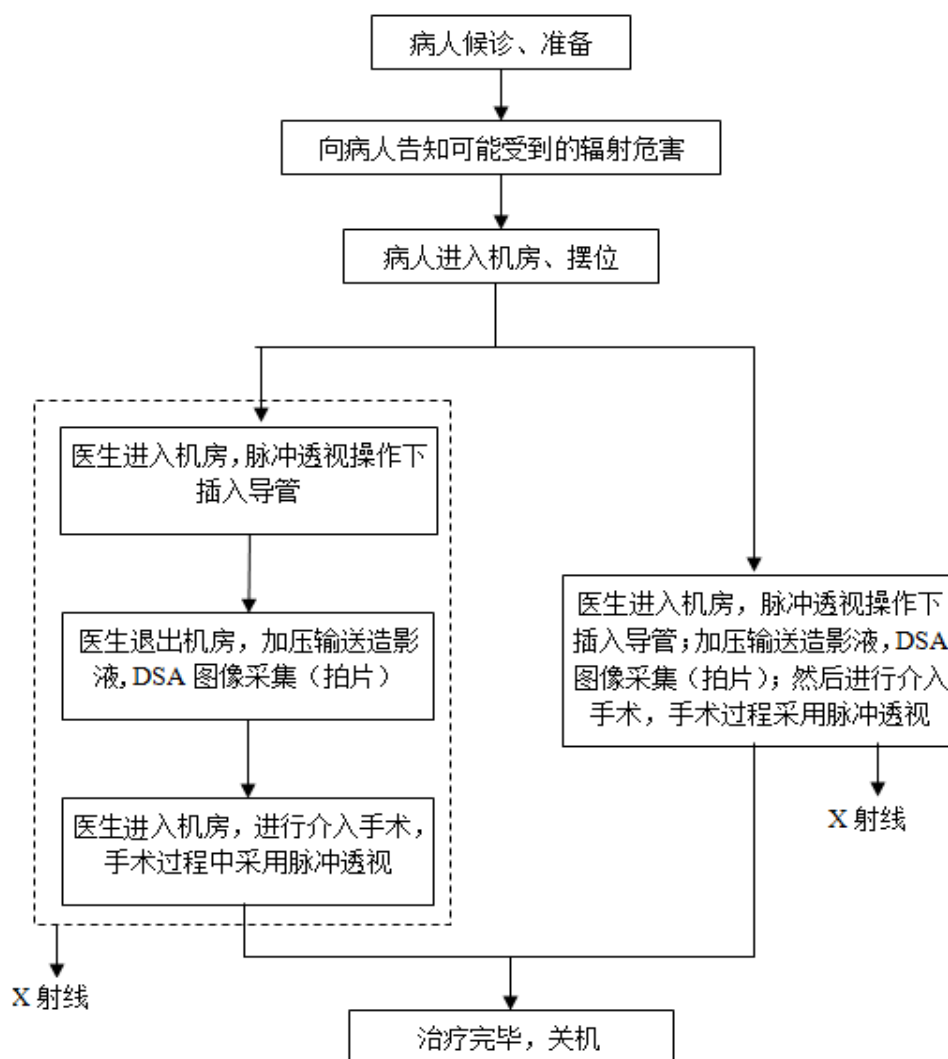 病人候诊、准备
向病人告知可能受到的辐射危害
病人进入机房、摆位
医生进入机房,脉冲透视操作下
插入导管
医生退出机房，加压输送造影
液,DSA 图像采集（拍片）
医生进入机房，进行介入手术，
手术过程中采用脉冲透视
X 射线
医生进入机房，脉冲透视操作下
插入导管;加压输送造影液，DSA
图像采集（拍片）；然后进行介入
手术，手术过程采用脉冲透视
X 射线
治疗完毕，关机